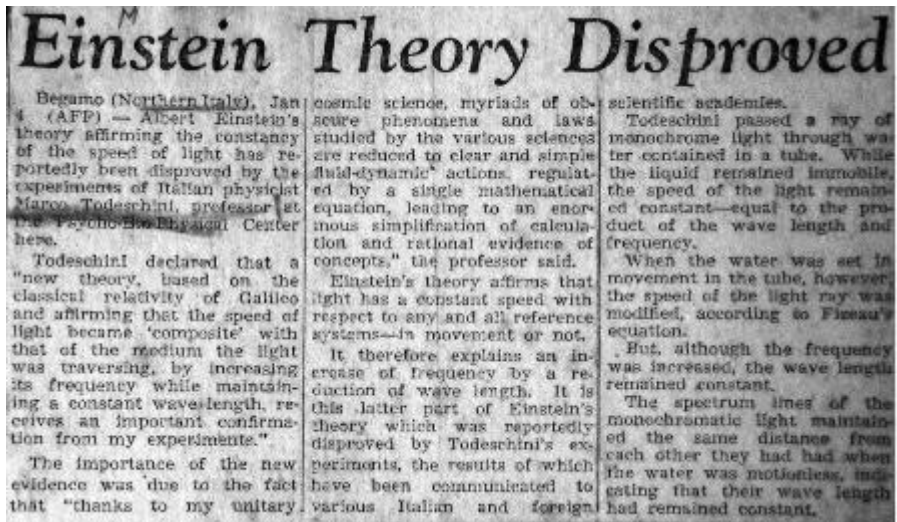 M
Einstein Theory Disproved
Begamo (Northern Italy), Jan
4 (AFP) — Albert Einstein's
theory affirming the constancy
of the speed of light has re-
portedly been disproved by the
experiments of Italian physicist
Marco Todeschini, professor at
the Psycho-Bio-Physical Center
here.
Todeschini declared that a
"new theory, based on the
classical relativity of Galileo
and affirming that the speed of
light became 'composite' with
that of the medium the light
was traversing, by increasing
its frequency while maintain-
ing a constant wave-length, re-
ceives an important confirma-
tion from my experiments."
The importance of the new
evidence was due to the fact
that "thanks to my unitary
cosmic science, myriads of ob-
scure phenomena and laws
studied by the various sciences
are reduced to clear and simple
fluid-dynamic actions, regulat-
ed by a single mathematical
equation, leading to an enor-
mous simplification of calcula-
tion and rational evidence of
concepts," the professor said.
Einstein's theory affirms that
light has a constant speed with
respect to any and all reference
systems—in movement or not.
It therefore explains an in-
crease of frequency by a re-
duction of wave length. It is
this latter part of Einstein's
theory which was reportedly
disproved by Todeschini's ex-
periments, the results of which
have been communicated to
various Italian and foreign
scientific academies.
Todeschini passed a ray of
monochrome light through wa-
ter contained in a tube. While
the liquid remained immobile,
the speed of the light remain-
ed constant—equal to the pro-
duct of the wave length and
frequency.
When the water was set in
movement in the tube, however,
the speed of the light ray was
modified, according to Fizeau's
equation.
But, although the frequency
was increased, the wave length
remained constant.
The spectrum lines of the
monochromatic light maintain-
ed the same distance from
each other they had had when
the water was motionless, indi-
cating that their wave length
had remained constant.